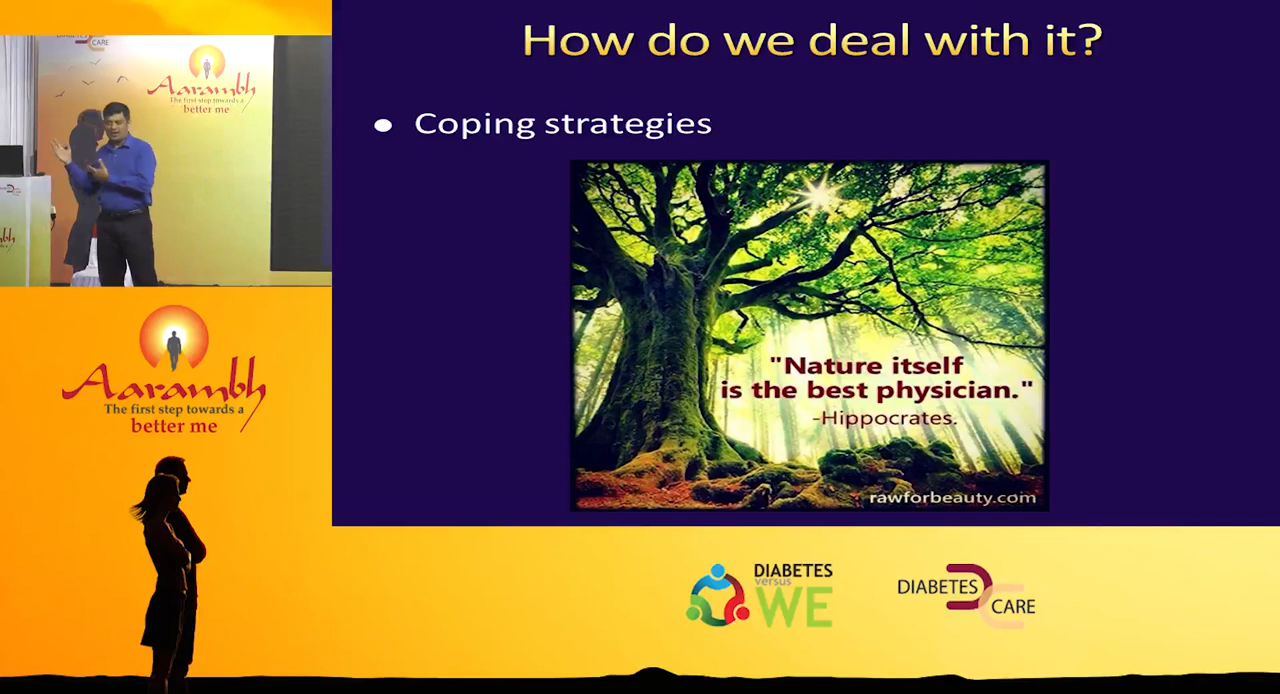 How do we deal with it?
● Coping strategies
"Nature itself
is the best physician."
-Hippocrates.
rawforbeauty.com
CARE
Aarambh
The first step towards a
better me
Aarambh
The first step towards a
better me
DIABETES
versus
WE
DIABETES
CARE